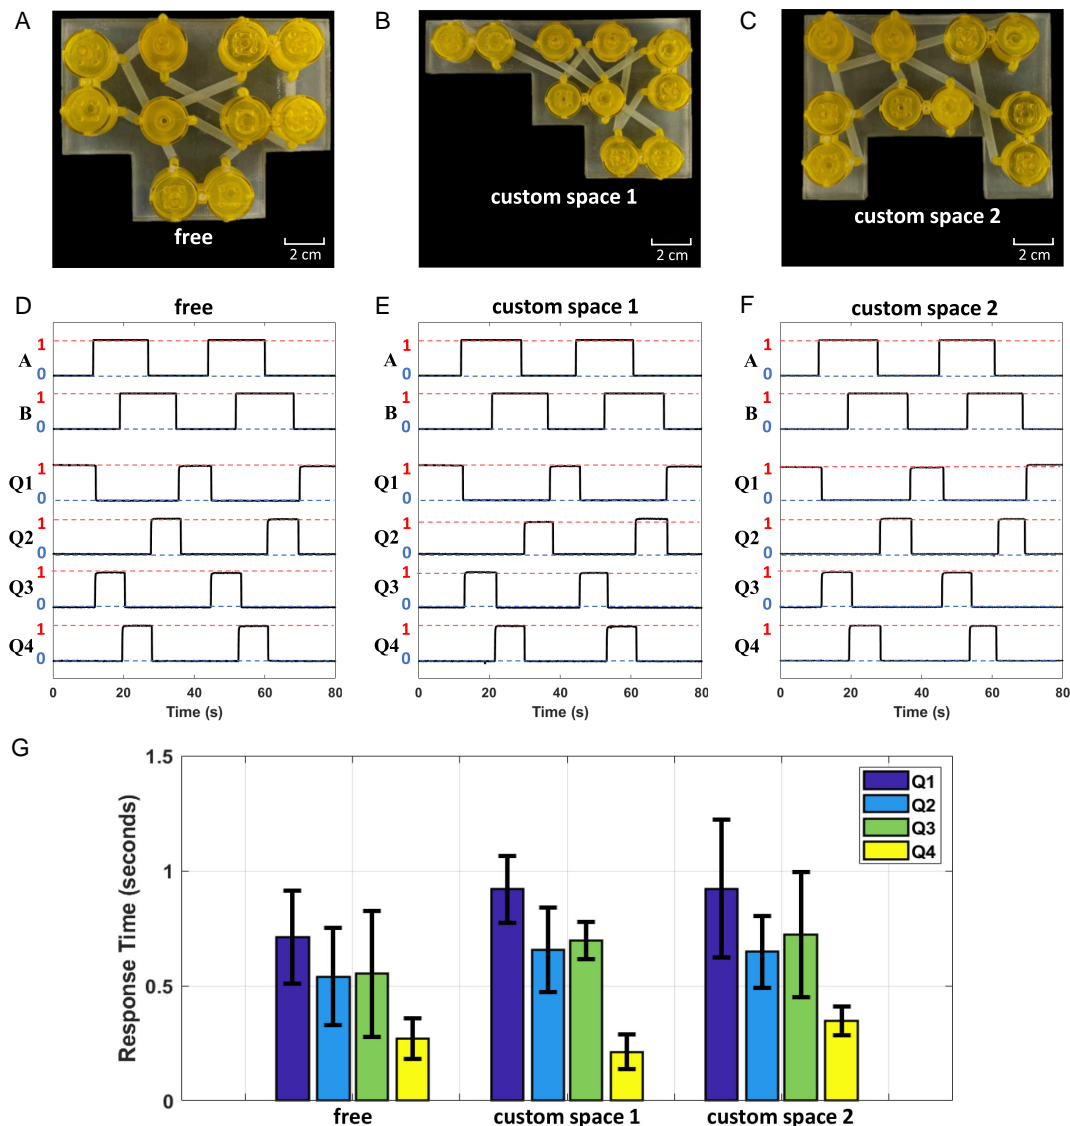 A
B
C
free
2 cm
custom space 1
2 cm
custom space 2
2 cm
D
free
E
custom space 1
F
custom space 2
A
1
0
B
1
0
Q1
1
0
Q2
1
0
Q3
1
0
Q4
1
0
0 20 40 60 80
Time (s)
A
1
0
B
1
0
Q1
1
0
Q2
1
0
Q3
1
0
Q4
1
0
0 20 40 60 80
Time (s)
A
1
0
B
1
0
Q1
1
0
Q2
1
0
Q3
1
0
Q4
1
0
0 20 40 60 80
Time (s)
G
Response Time (seconds)
1.5
1
0.5
0
Q1
Q2
Q3
Q4
free
custom space 1
custom space 2